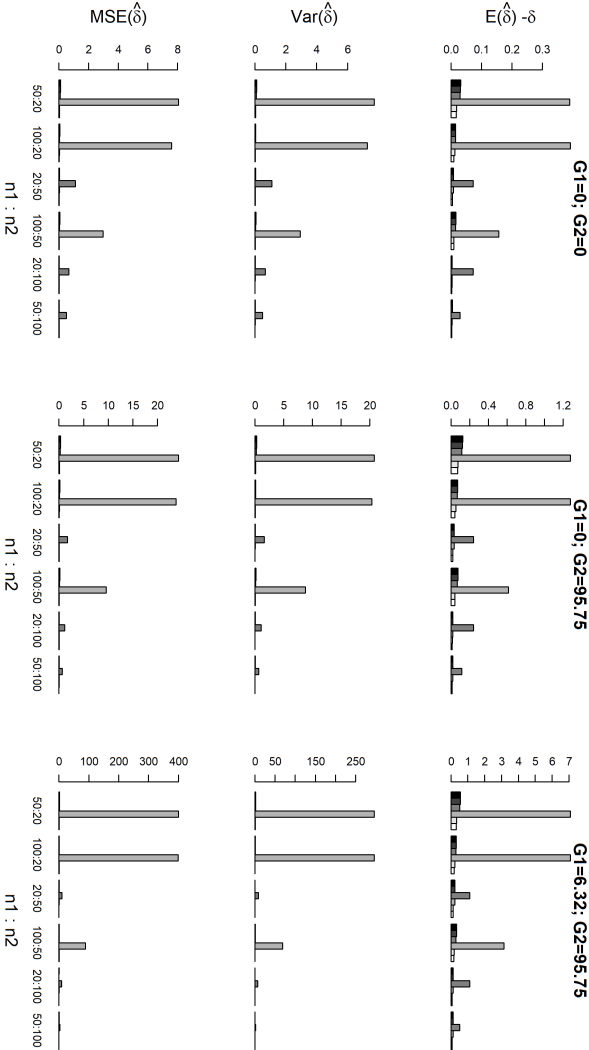 G1=0; G2=0
G1=0; G2=95.75
G1=6.32; G2=95.75
E(δ̂) -δ
0.0 0.1 0.2 0.3
0.0 0.4 0.8 1.2
0 1 2 3 4 5 6 7
Var(δ̂)
0 2 4 6
0 5 10 15 20
0 50 150 250
MSE(δ̂)
0 2 4 6 8
0 5 10 15 20
0 100 200 300 400
50:20 100:20 20:50 100:50 20:100 50:100
50:20 100:20 20:50 100:50 20:100 50:100
50:20 100:20 20:50 100:50 20:100 50:100
n1 : n2
n1 : n2
n1 : n2